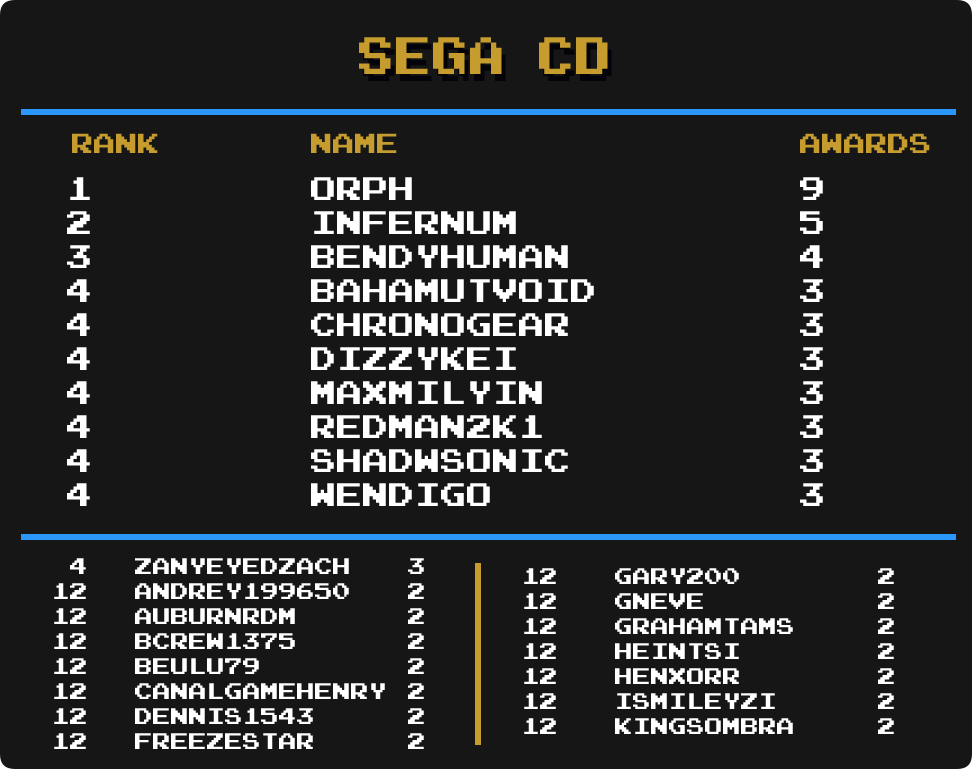 SEGA CD
RANK NAME AWARDS
1 ORPH 9
2 INFERNUM 5
3 BENDYHUMAN 4
4 BAHAMUTVOID 3
4 CHRONOGEAR 3
4 DIZZYKEI 3
4 MAXMILYIN 3
4 REDMAN2K1 3
4 SHADWSONIC 3
4 WENDIGO 3
4 ZANYEYEDZACH 3
12 ANDREY199650 2
12 AUBURNRDM 2
12 BCREW1375 2
12 BEULU79 2
12 CANALGAMEHENRY 2
12 DENNIS1543 2
12 FREEZESTAR 2
12 GARY200 2
12 GNEVE 2
12 GRAHAMTAMS 2
12 HEINTSI 2
12 HENXORR 2
12 ISMILEYZI 2
12 KINGSOMBRA 2